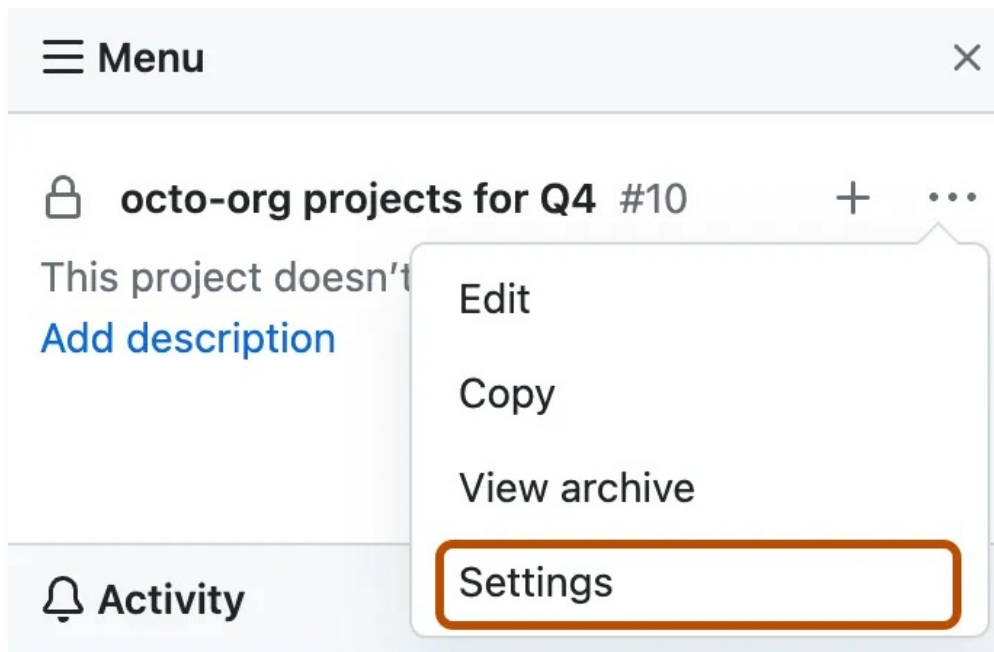 Menu
octo-org projects for Q4 #10
This project doesn’t
Add description
Edit
Copy
View archive
Settings
Activity